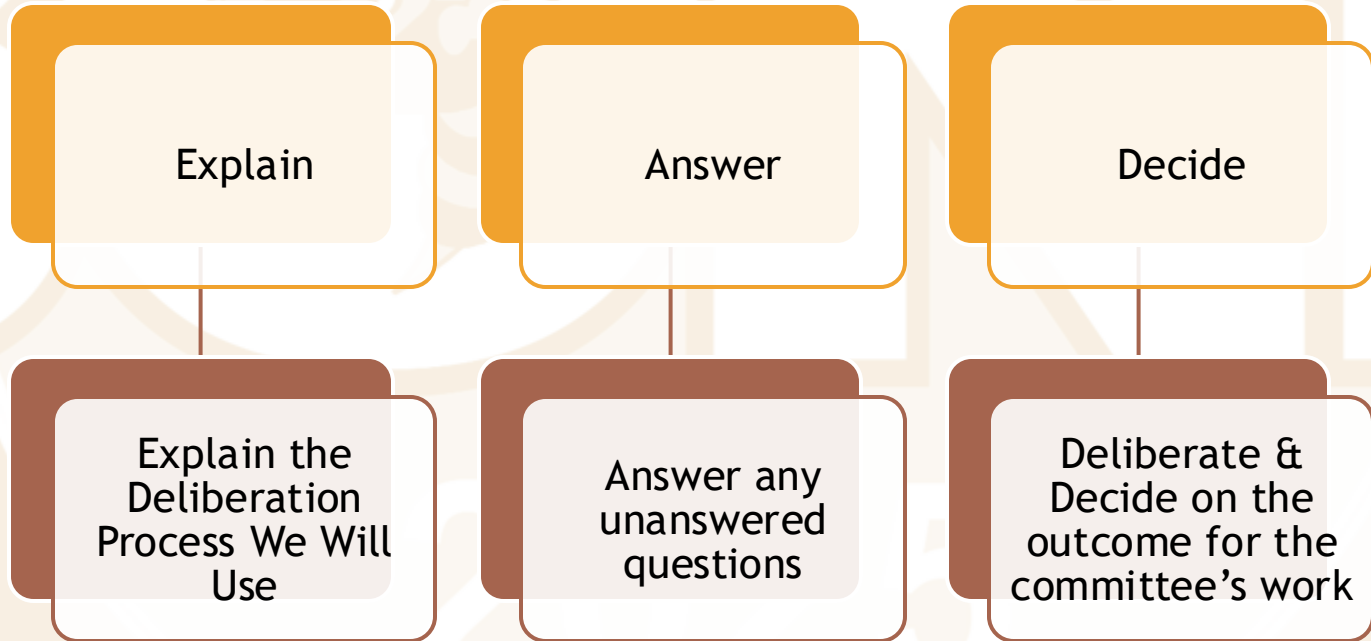 Explain
Answer
Decide
Explain the
Deliberation
Process We Will
Use
Answer any
unanswered
questions
Deliberate &
Decide on the
outcome for the
committee’s work